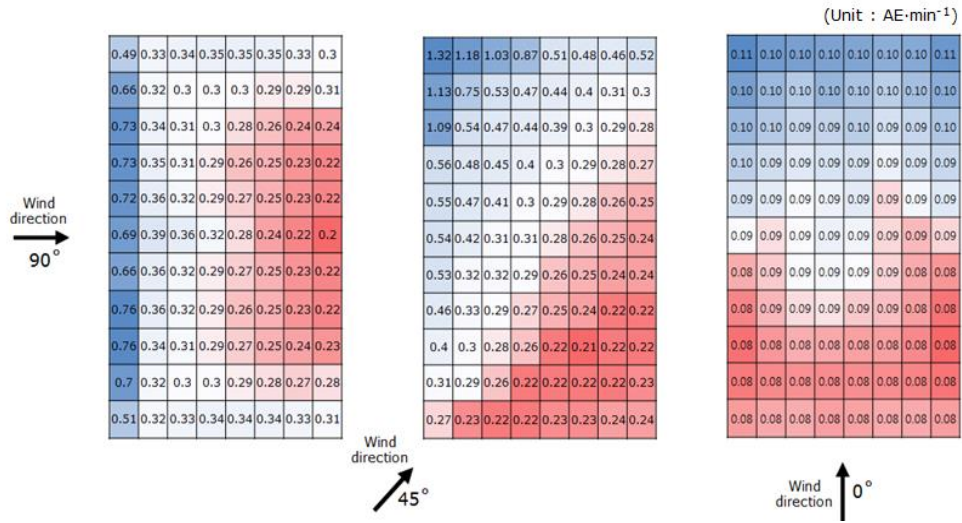 (Unit : AE·min⁻¹)
0.49 0.33 0.34 0.35 0.35 0.35 0.33 0.3
0.66 0.32 0.3 0.3 0.3 0.29 0.29 0.31
0.73 0.34 0.31 0.3 0.28 0.26 0.24 0.24
0.73 0.35 0.31 0.29 0.26 0.25 0.23 0.22
0.72 0.36 0.32 0.29 0.27 0.25 0.23 0.22
0.69 0.39 0.36 0.32 0.28 0.24 0.22 0.2
0.66 0.36 0.32 0.29 0.27 0.25 0.23 0.22
0.76 0.36 0.32 0.29 0.26 0.25 0.23 0.22
0.76 0.34 0.31 0.29 0.27 0.25 0.24 0.23
0.7 0.32 0.3 0.3 0.29 0.28 0.27 0.28
0.51 0.32 0.33 0.34 0.34 0.34 0.33 0.31
Wind
direction
90°
1.32 1.18 1.03 0.87 0.51 0.48 0.46 0.52
1.13 0.75 0.53 0.47 0.44 0.4 0.31 0.3
1.09 0.54 0.47 0.44 0.39 0.3 0.29 0.28
0.56 0.48 0.45 0.4 0.3 0.29 0.28 0.27
0.55 0.47 0.41 0.3 0.29 0.28 0.26 0.25
0.54 0.42 0.31 0.31 0.28 0.26 0.25 0.24
0.53 0.32 0.32 0.29 0.26 0.25 0.24 0.24
0.46 0.33 0.29 0.27 0.25 0.24 0.22 0.22
0.4 0.3 0.28 0.26 0.22 0.21 0.22 0.22
0.31 0.29 0.26 0.22 0.22 0.22 0.22 0.23
0.27 0.23 0.22 0.22 0.23 0.23 0.24 0.24
Wind
direction
45°
0.11 0.10 0.10 0.10 0.10 0.10 0.10 0.11
0.10 0.10 0.10 0.10 0.10 0.10 0.10 0.10
0.10 0.10 0.09 0.09 0.10 0.09 0.10 0.10
0.10 0.09 0.09 0.09 0.09 0.09 0.09 0.09
0.09 0.09 0.09 0.09 0.09 0.09 0.09 0.09
0.09 0.09 0.09 0.09 0.09 0.09 0.09 0.09
0.08 0.09 0.09 0.09 0.09 0.09 0.08 0.08
0.08 0.09 0.09 0.09 0.09 0.09 0.08 0.08
0.08 0.08 0.08 0.08 0.08 0.08 0.08 0.08
0.08 0.08 0.08 0.08 0.08 0.08 0.08 0.08
0.08 0.08 0.08 0.08 0.08 0.08 0.08 0.08
Wind
direction
0°